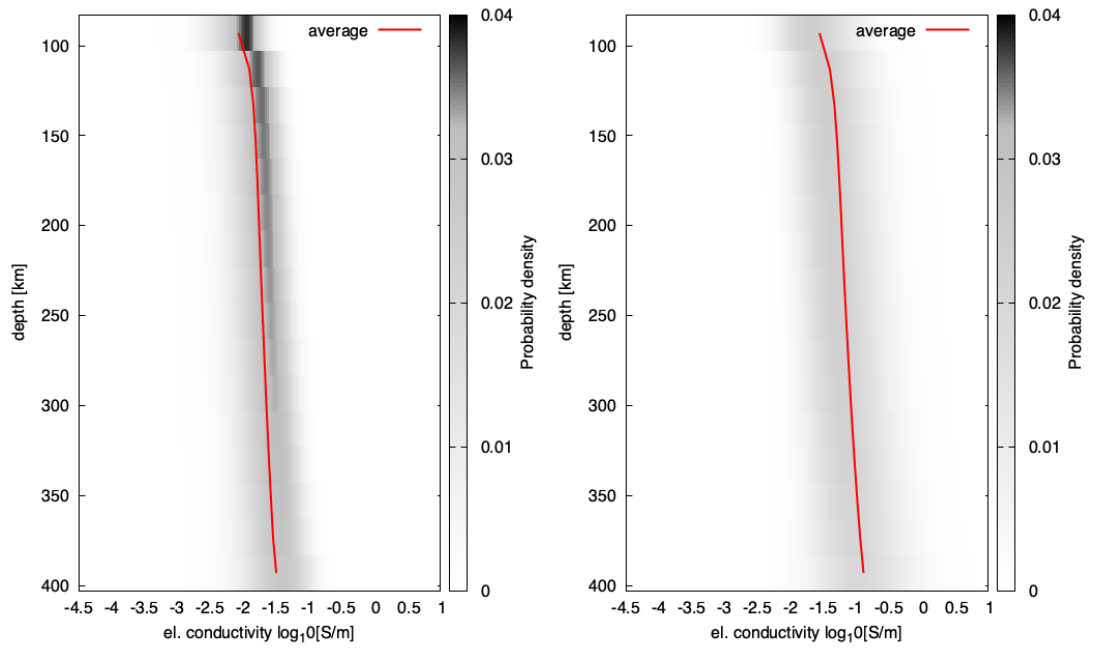 average
100
150
200
250
300
350
400
depth [km]
-4.5 -4 -3.5 -3 -2.5 -2 -1.5 -1 -0.5 0 0.5 1
el. conductivity log₁0[S/m]
0.04
0.03
0.02
0.01
0
Probability density
average
100
150
200
250
300
350
400
depth [km]
-4.5 -4 -3.5 -3 -2.5 -2 -1.5 -1 -0.5 0 0.5 1
el. conductivity log₁0[S/m]
0.04
0.03
0.02
0.01
0
Probability density